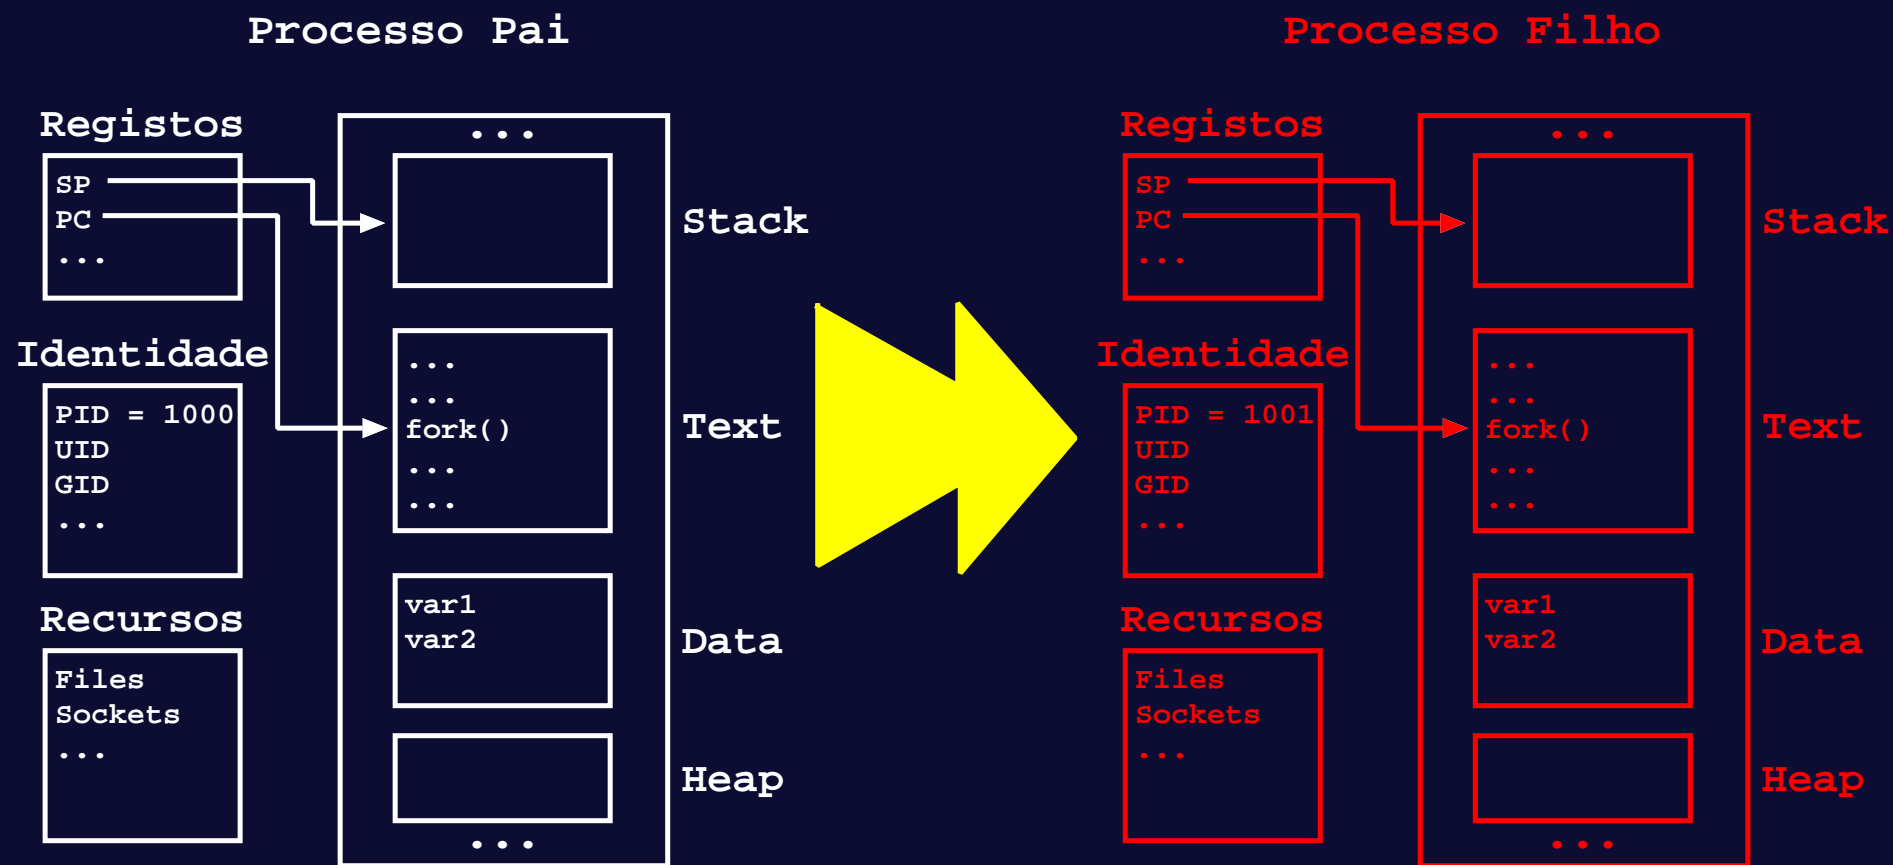 Processo Pai
Registos
SP
PC
...
Identidade
PID = 1000
UID
GID
...
Recursos
Files
Sockets
...
...
Stack
...
...
fork()
...
...
Text
var1
var2
Data
Heap
...
Processo Filho
Registos
SP
PC
...
Identidade
PID = 1001
UID
GID
...
Recursos
Files
Sockets
...
...
Stack
...
...
fork()
...
...
Text
var1
var2
Data
Heap
...